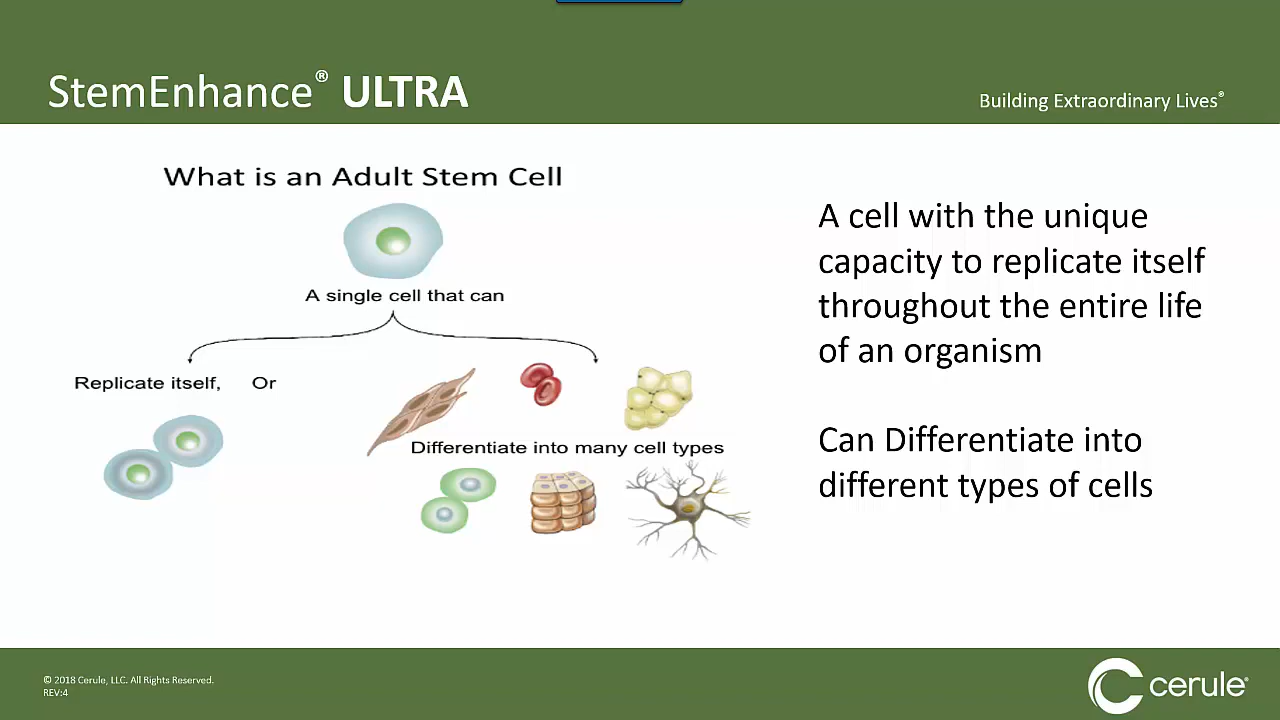 StemEnhance® ULTRA
Building Extraordinary Lives®
What is an Adult Stem Cell
A single cell that can
Replicate itself, Or
Differentiate into many cell types
A cell with the unique
capacity to replicate itself
throughout the entire life
of an organism
Can Differentiate into
different types of cells
© 2018 Cerule, LLC. All Rights Reserved.
REV:4
cerule®